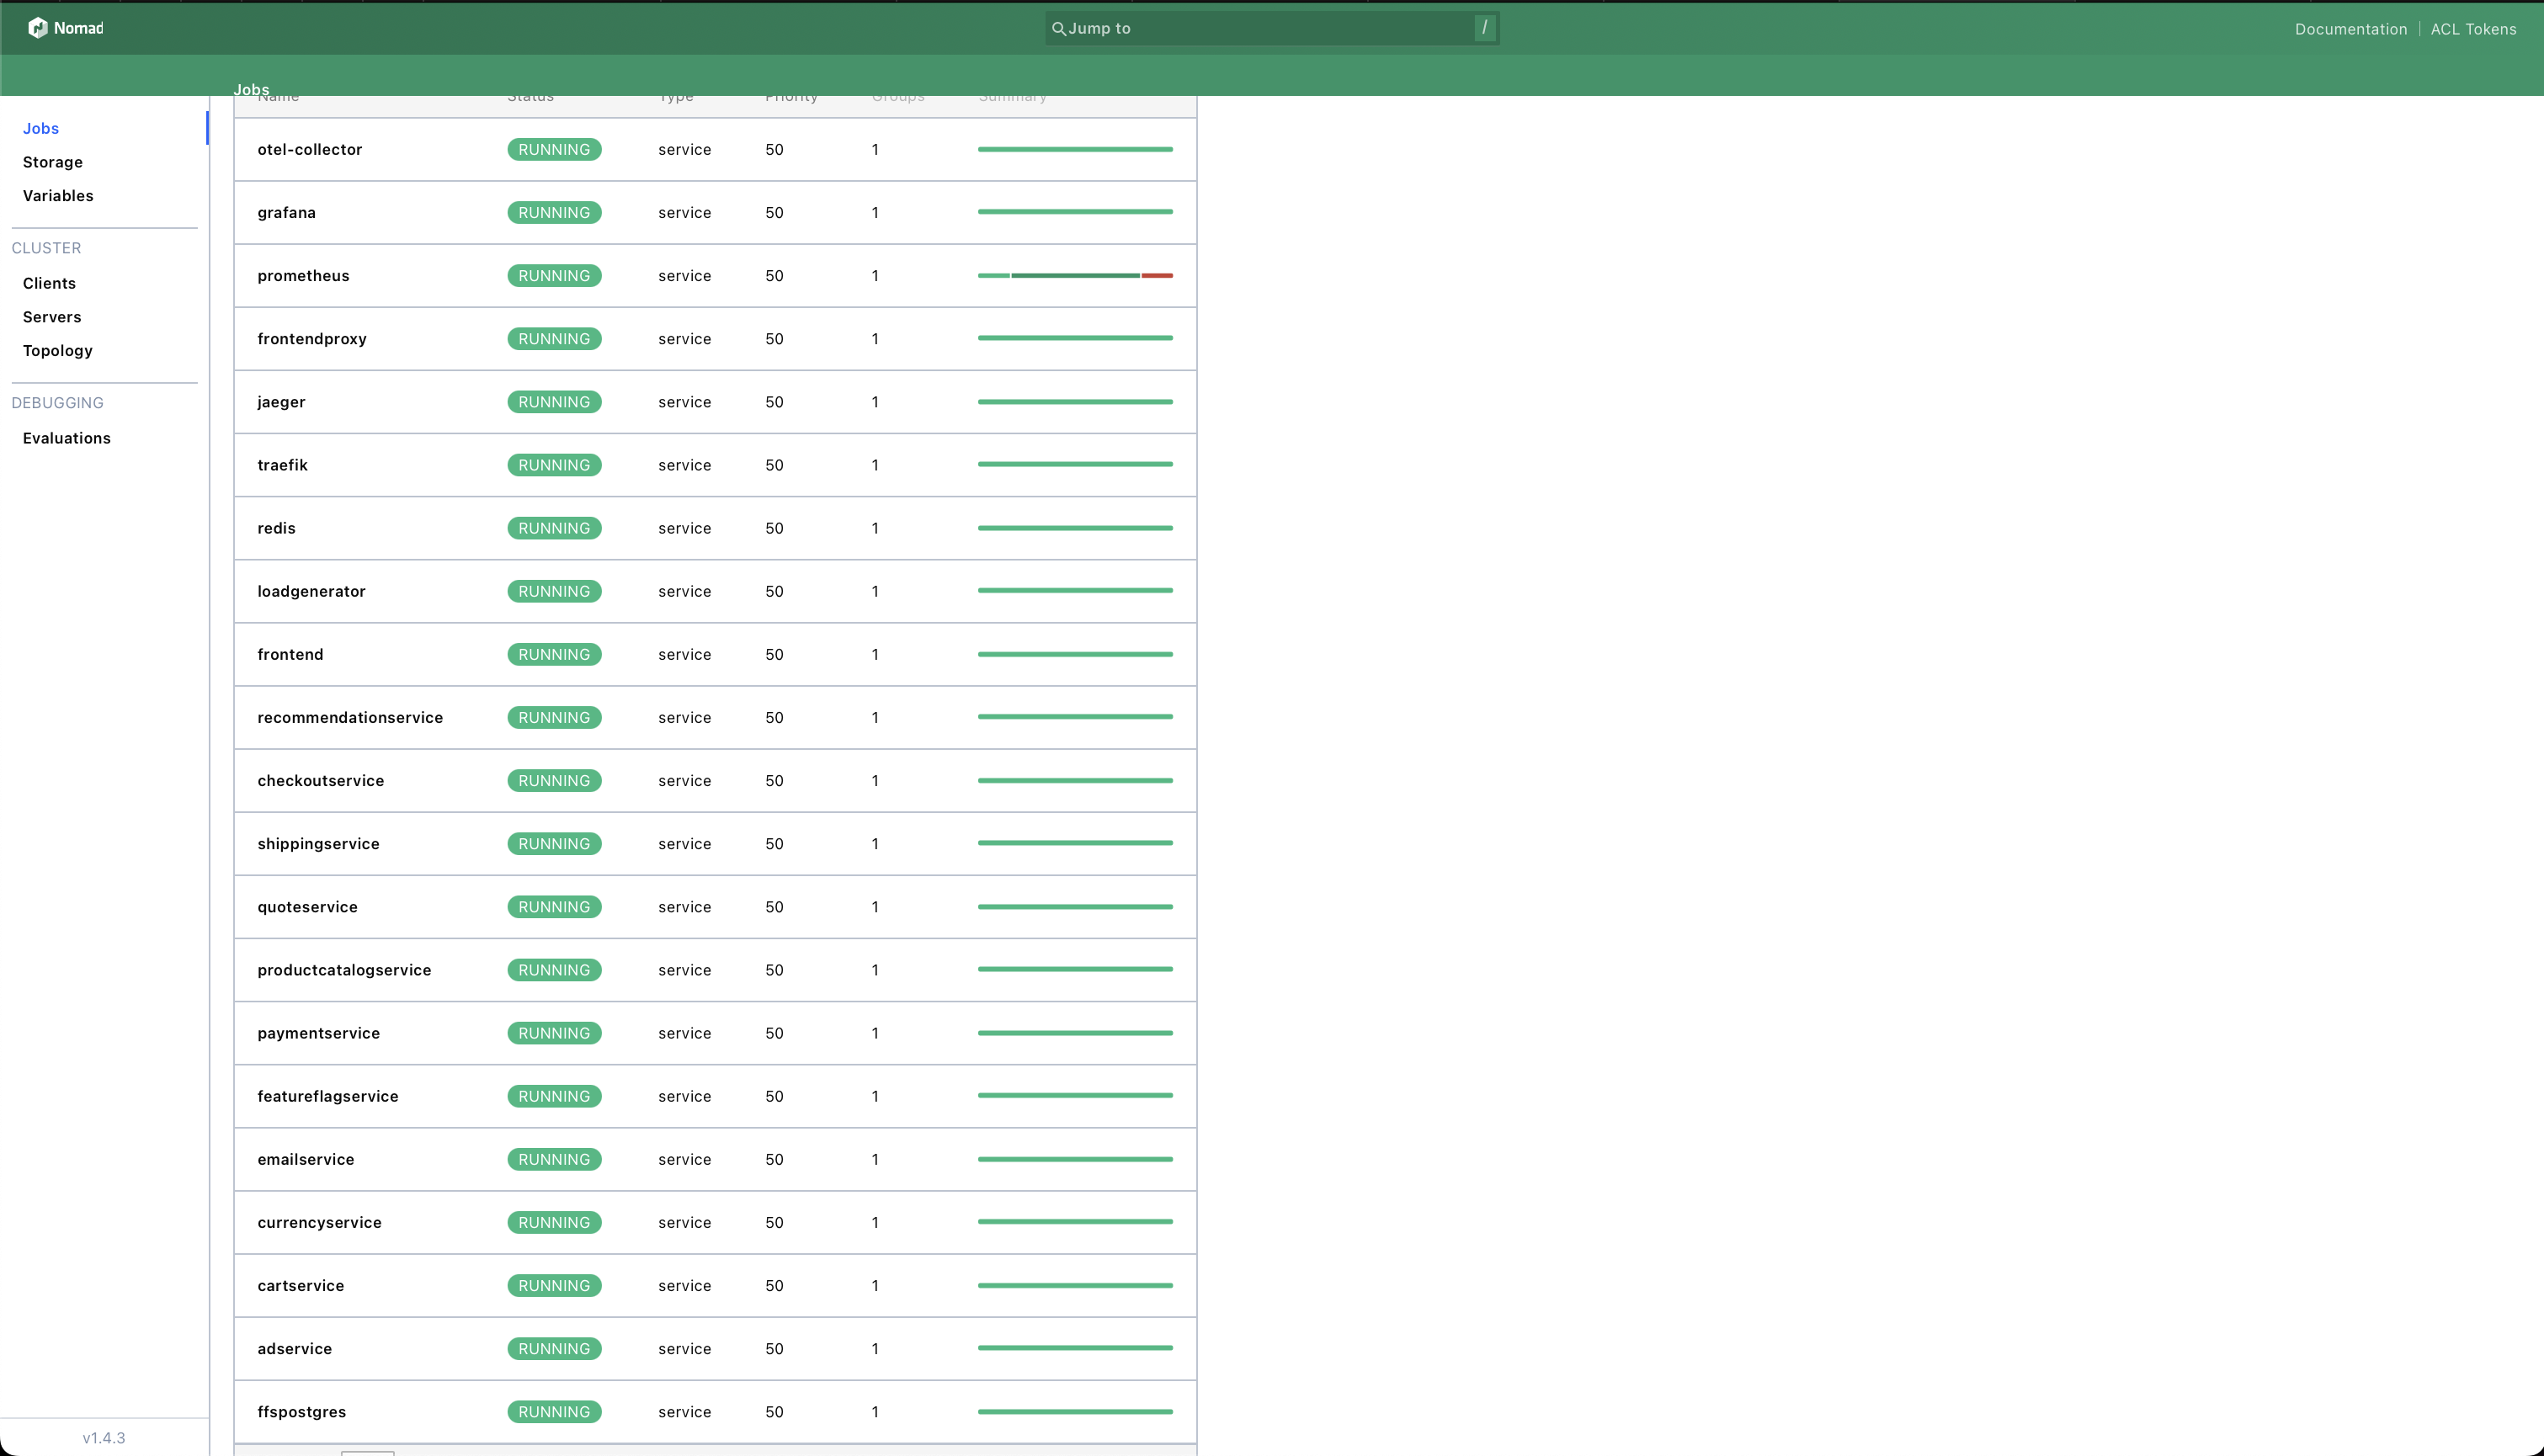 Nomad
Jump to /
Documentation ACL Tokens
Jobs
Jobs
Storage
Variables
CLUSTER
Clients
Servers
Topology
DEBUGGING
Evaluations
v1.4.3
Name Status Type Priority Groups Summary
otel-collector RUNNING service 50 1
grafana RUNNING service 50 1
prometheus RUNNING service 50 1
frontendproxy RUNNING service 50 1
jaeger RUNNING service 50 1
traefik RUNNING service 50 1
redis RUNNING service 50 1
loadgenerator RUNNING service 50 1
frontend RUNNING service 50 1
recommendationservice RUNNING service 50 1
checkoutservice RUNNING service 50 1
shippingservice RUNNING service 50 1
quoteservice RUNNING service 50 1
productcatalogservice RUNNING service 50 1
paymentservice RUNNING service 50 1
featureflagservice RUNNING service 50 1
emailservice RUNNING service 50 1
currencyservice RUNNING service 50 1
cartservice RUNNING service 50 1
adservice RUNNING service 50 1
ffspostgres RUNNING service 50 1